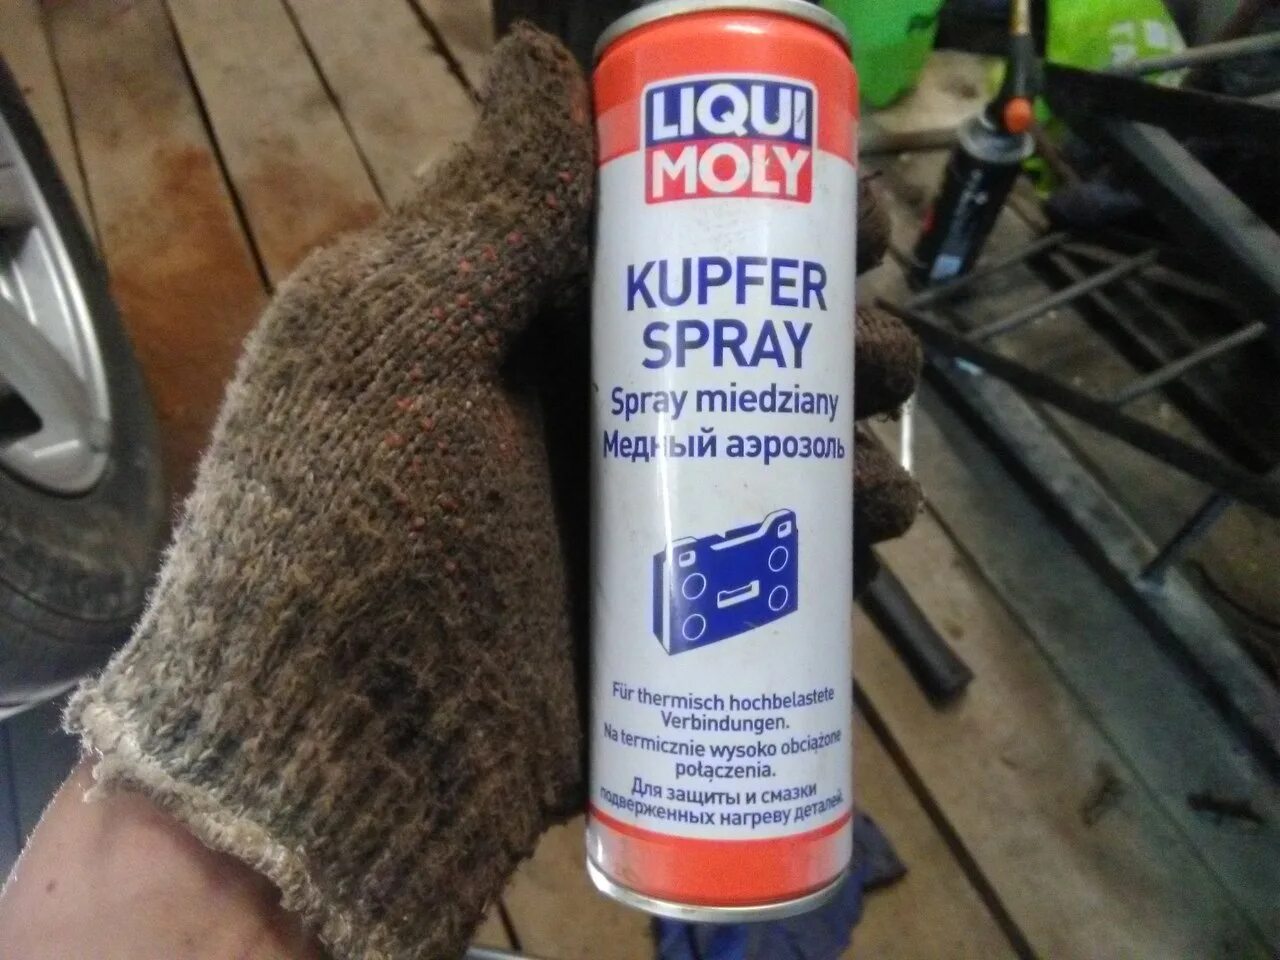 LIQUI
MOLY
KUPFER
SPRAY
Spray miedziany
Медный аэрозоль
Für thermisch hochbelastete
Verbindungen.
Na termicznie wysoko obciążone
połączenia.
Для защиты и смазки
подверженных нагреву деталей.